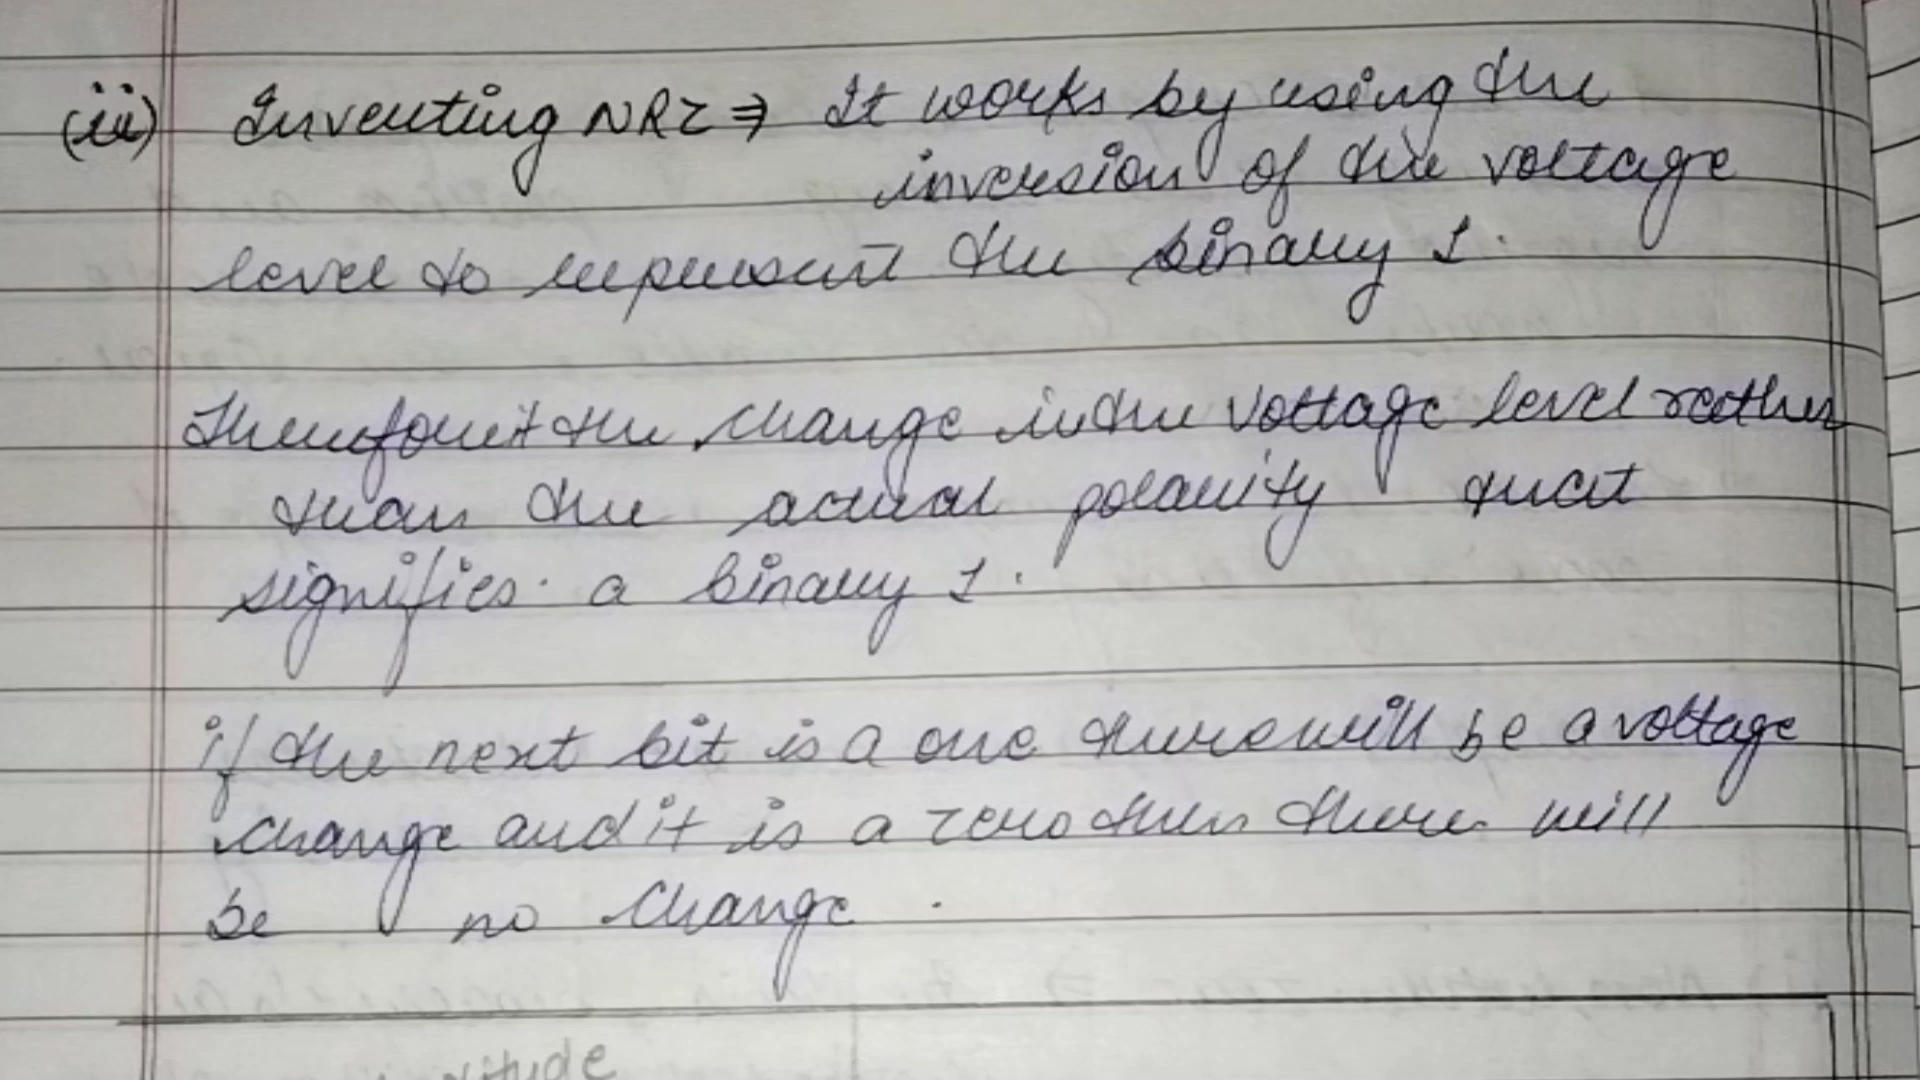 (ii) Inverting NRZ ⇒ It works by using the
inversion of the voltage
level to represent the binary 1.
Therefore it the change in the voltage level rather
than the actual polarity that
signifies. a binary 1.
if the next bit is a one there will be a voltage
change and it is a zero then there will
be no change.